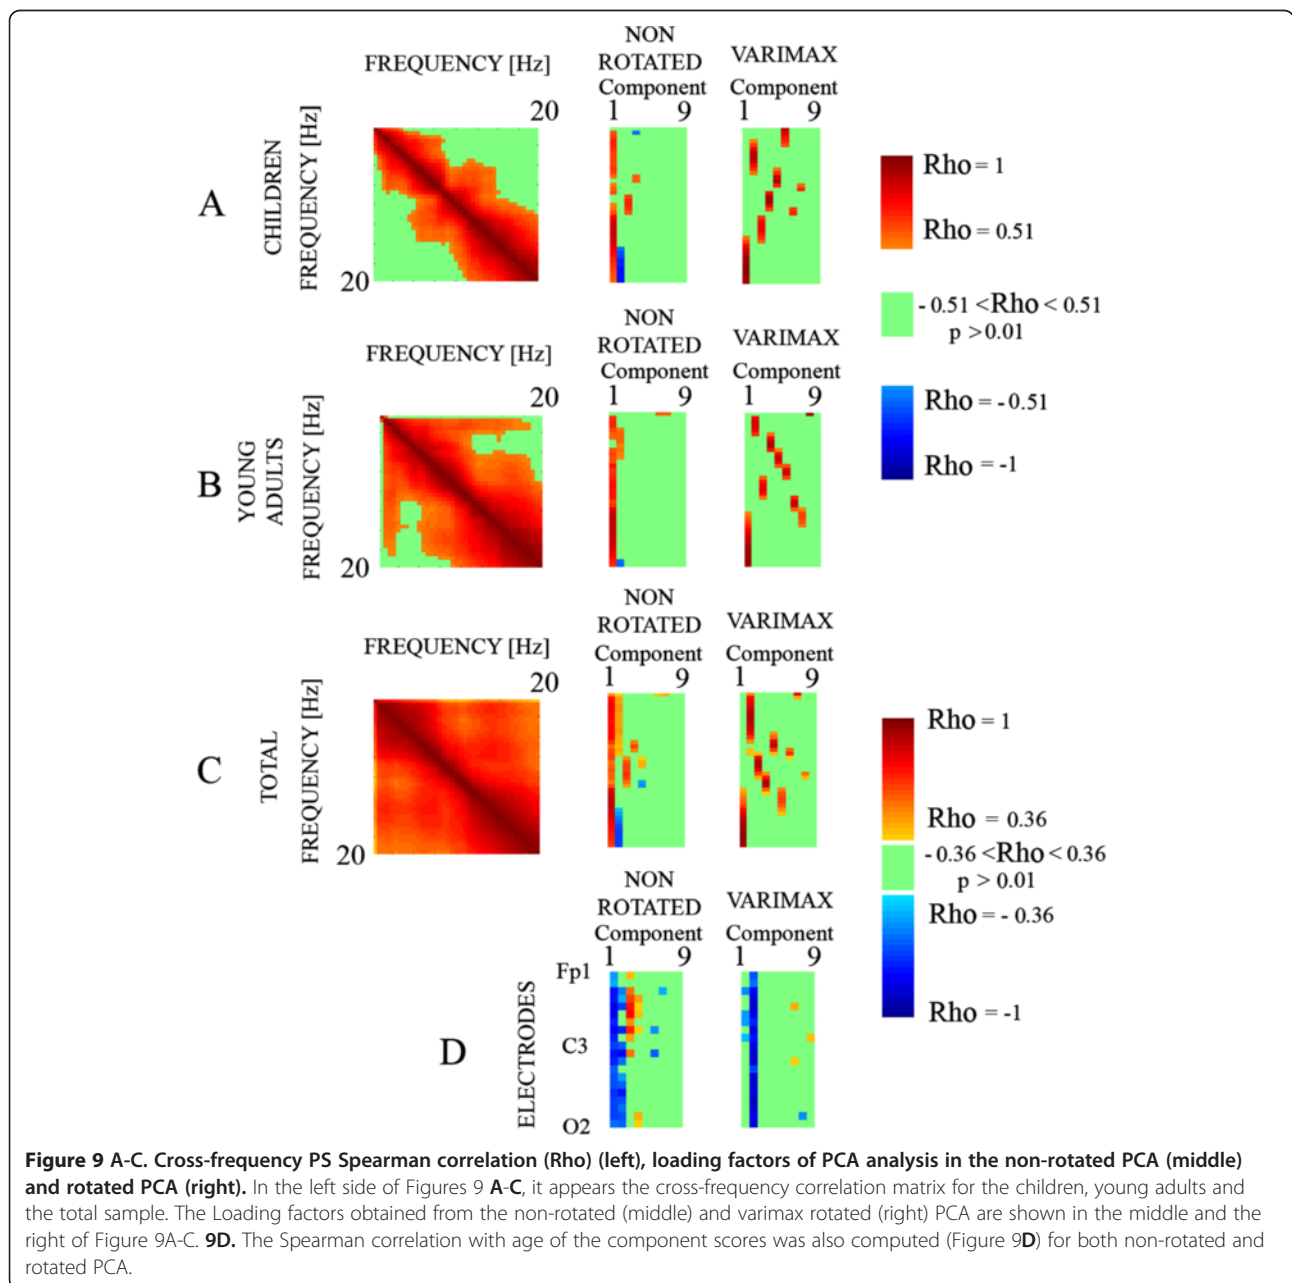 NON
ROTATED
VARIMAX
FREQUENCY [Hz]
Component
Component
20
1 9
1 9
A
CHILDREN
FREQUENCY [Hz]
20
Rho = 1
Rho = 0.51
- 0.51 <Rho < 0.51
p >0.01
Rho = - 0.51
Rho = -1
NON
ROTATED
VARIMAX
FREQUENCY [Hz]
Component
Component
20
1 9
1 9
B
YOUNG
ADULTS
FREQUENCY [Hz]
20
NON
ROTATED
VARIMAX
FREQUENCY [Hz]
Component
Component
20
1 9
1 9
C
TOTAL
FREQUENCY [Hz]
20
Rho = 1
Rho = 0.36
- 0.36 <Rho < 0.36
p > 0.01
Rho = - 0.36
Rho = -1
NON
ROTATED
VARIMAX
Component
Component
1 9
1 9
D
ELECTRODES
Fp1
C3
O2
Figure 9 A-C. Cross-frequency PS Spearman correlation (Rho) (left), loading factors of PCA analysis in the non-rotated PCA (middle)
and rotated PCA (right). In the left side of Figures 9 A-C, it appears the cross-frequency correlation matrix for the children, young adults and
the total sample. The Loading factors obtained from the non-rotated (middle) and varimax rotated (right) PCA are shown in the middle and the
right of Figure 9A-C. 9D. The Spearman correlation with age of the component scores was also computed (Figure 9D) for both non-rotated and
rotated PCA.